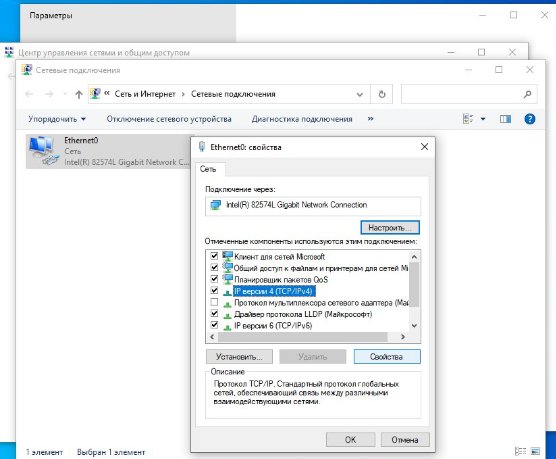 Параметры
Центр управления сетями и общим доступом
Сетевые подключения
« Сеть и Интернет › Сетевые подключения
Упорядочить Отключение сетевого устройства Диагностика подключения »
Ethernet0
Сеть
Intel(R) 82574L Gigabit Network C...
Ethernet0: свойства
Сеть
Подключение через:
Intel(R) 82574L Gigabit Network Connection
Настроить...
Отмеченные компоненты используются этим подключением:
Клиент для сетей Microsoft
Общий доступ к файлам и принтерам для сетей Mi
Планировщик пакетов QoS
IP версии 4 (TCP/IPv4)
Протокол мультиплексора сетевого адаптера (Ma
Драйвер протокола LLDP (Майкрософт)
IP версии 6 (TCP/IPv6)
Установить... Удалить Свойства
Описание
Протокол TCP/IP. Стандартный протокол глобальных
сетей, обеспечивающий связь между различными
взаимодействующими сетями.
OK Отмена
1 элемент Выбран 1 элемент